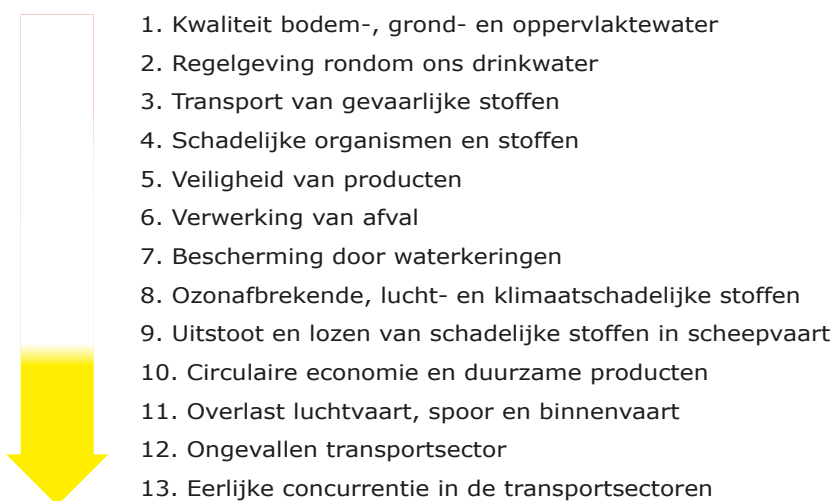 1. Kwaliteit bodem-, grond- en oppervlaktewater
2. Regelgeving rondom ons drinkwater
3. Transport van gevaarlijke stoffen
4. Schadelijke organismen en stoffen
5. Veiligheid van producten
6. Verwerking van afval
7. Bescherming door waterkeringen
8. Ozonafbrekende, lucht- en klimaatschadelijke stoffen
9. Uitstoot en lozen van schadelijke stoffen in scheepvaart
10. Circulaire economie en duurzame producten
11. Overlast luchtvaart, spoor en binnenvaart
12. Ongevallen transportsector
13. Eerlijke concurrentie in de transportsectoren